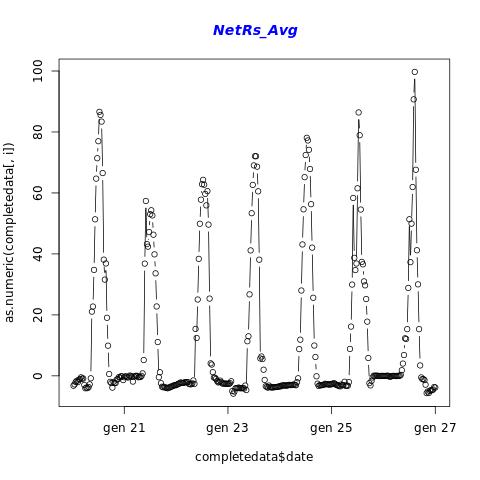 NetRs_Avg
as.numeric(completedata[, i])
100
80
60
40
20
0
gen 21
gen 23
gen 25
gen 27
completedata$date